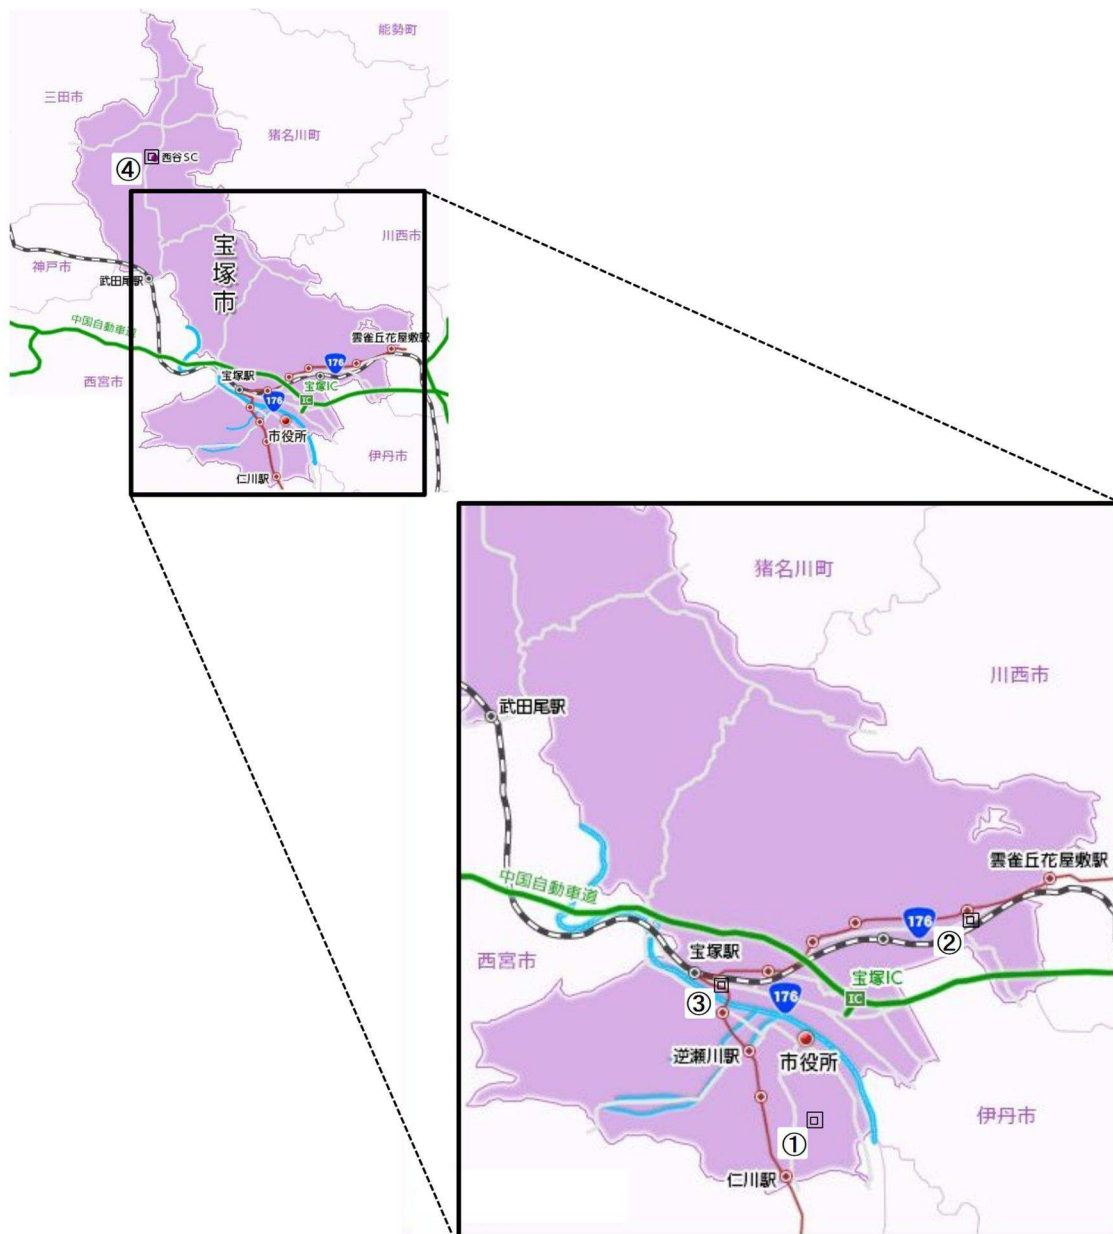 能勢町
三田市
猪名川町
④
西谷SC
川西市
宝塚市
神戸市
武田尾駅
中国自動車道
雲雀丘花屋敷駅
176
西宮市
宝塚駅
宝塚IC
176
IC
市役所
伊丹市
仁川駅
猪名川町
川西市
武田尾駅
雲雀丘花屋敷駅
中国自動車道
176
②
宝塚駅
西宮市
宝塚IC
③
176
IC
逆瀬川駅
市役所
伊丹市
①
仁川駅